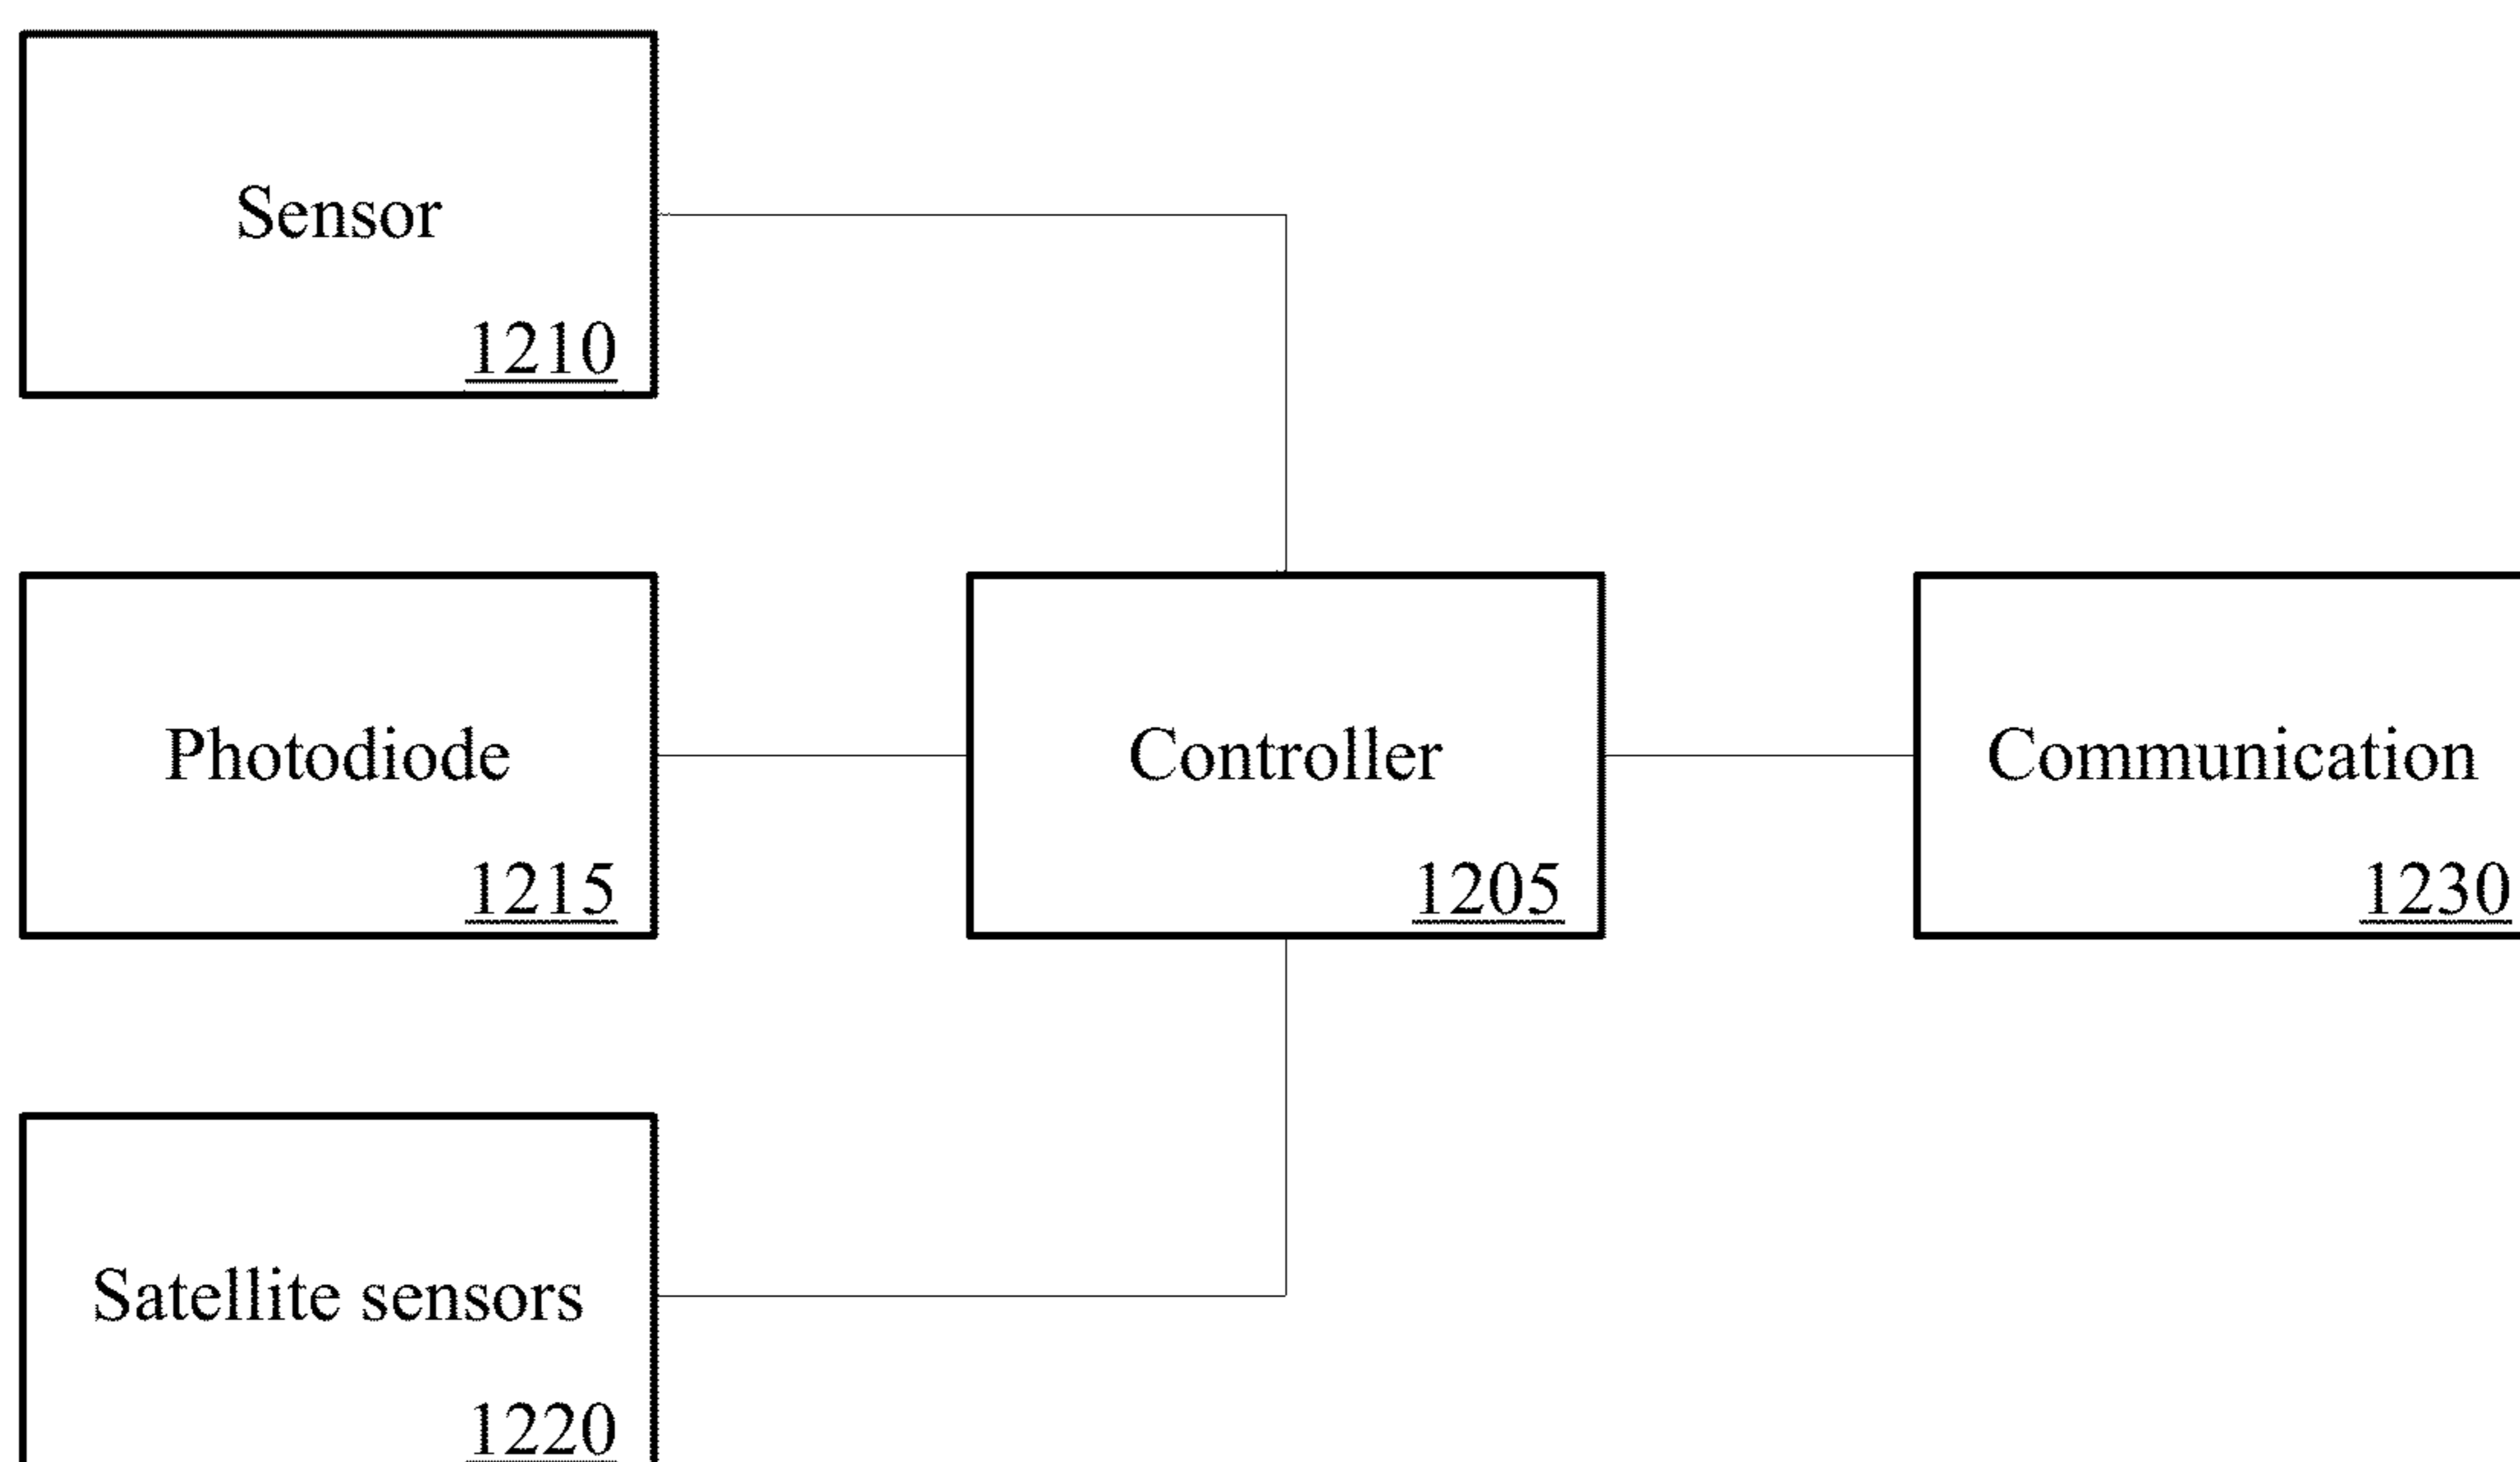 Sensor
1210
Photodiode
1215
Controller
1205
Communication
1230
Satellite sensors
1220